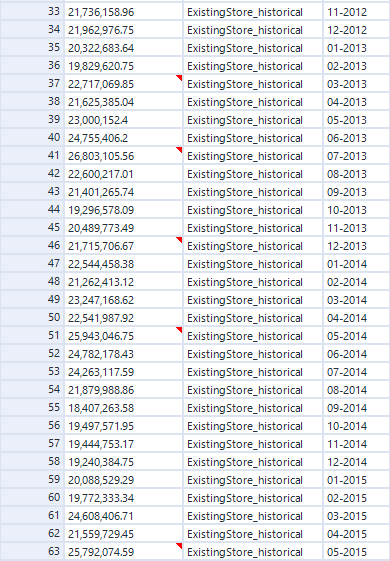 33 21,736,158.96 ExistingStore_historical 11-2012
34 21,962,976.75 ExistingStore_historical 12-2012
35 20,322,683.64 ExistingStore_historical 01-2013
36 19,829,620.75 ExistingStore_historical 02-2013
37 22,717,069.85 ExistingStore_historical 03-2013
38 21,625,385.04 ExistingStore_historical 04-2013
39 23,000,152.4 ExistingStore_historical 05-2013
40 24,755,406.2 ExistingStore_historical 06-2013
41 26,803,105.56 ExistingStore_historical 07-2013
42 22,600,217.01 ExistingStore_historical 08-2013
43 21,401,265.74 ExistingStore_historical 09-2013
44 19,296,578.09 ExistingStore_historical 10-2013
45 20,489,773.49 ExistingStore_historical 11-2013
46 21,715,706.67 ExistingStore_historical 12-2013
47 22,544,458.38 ExistingStore_historical 01-2014
48 21,262,413.12 ExistingStore_historical 02-2014
49 23,247,168.62 ExistingStore_historical 03-2014
50 22,541,987.92 ExistingStore_historical 04-2014
51 25,943,046.75 ExistingStore_historical 05-2014
52 24,782,178.43 ExistingStore_historical 06-2014
53 24,263,117.59 ExistingStore_historical 07-2014
54 21,879,988.86 ExistingStore_historical 08-2014
55 18,407,263.58 ExistingStore_historical 09-2014
56 19,497,571.95 ExistingStore_historical 10-2014
57 19,444,753.17 ExistingStore_historical 11-2014
58 19,240,384.75 ExistingStore_historical 12-2014
59 20,088,529.29 ExistingStore_historical 01-2015
60 19,772,333.34 ExistingStore_historical 02-2015
61 24,608,406.71 ExistingStore_historical 03-2015
62 21,559,729.45 ExistingStore_historical 04-2015
63 25,792,074.59 ExistingStore_historical 05-2015